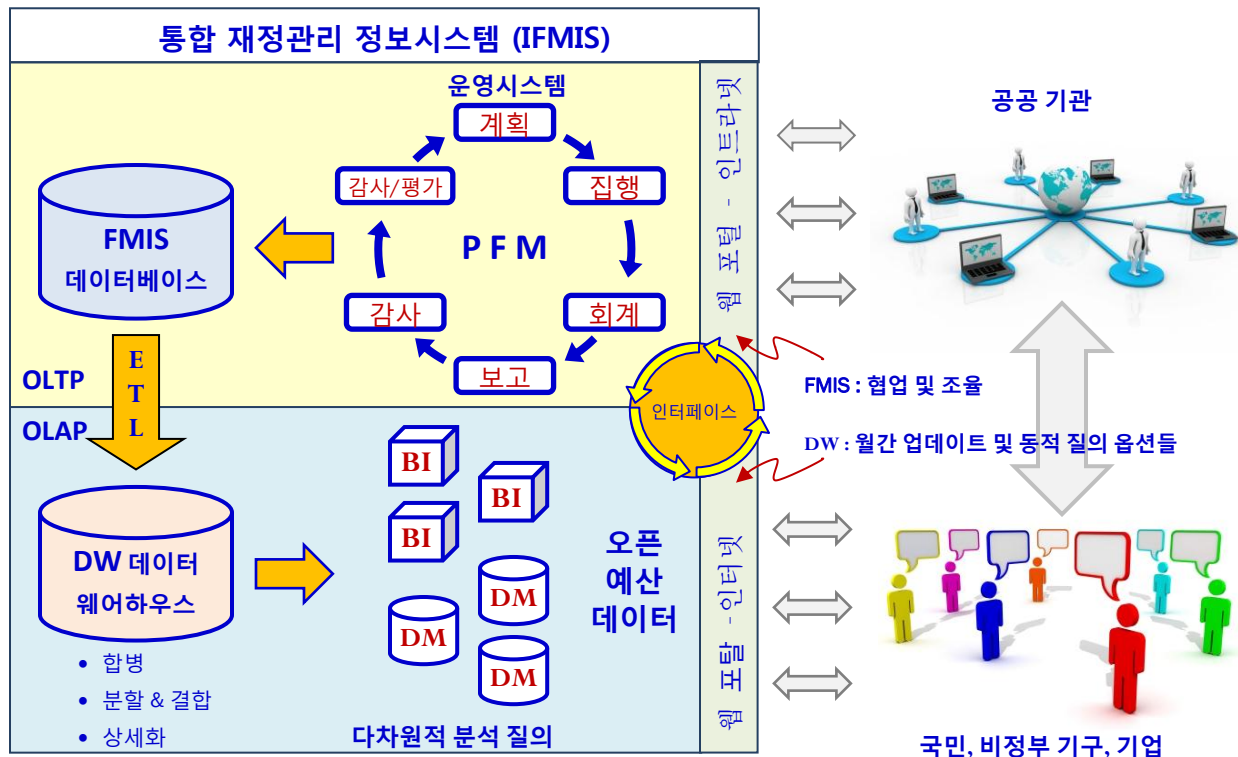 통합 재정관리 정보시스템 (IFMIS)
운영시스템
계획
집행
회계
보고
감사
감사/평가
P F M
FMIS
데이터베이스
OLTP
E
T
L
OLAP
DW 데이터
웨어하우스
• 합병
• 분할 & 결합
• 상세화
BI
BI
BI
DM
DM
DM
다차원적 분석 질의
오픈
예산
데이터
웹 포털 - 인트라넷
인터페이스
웹 포탈 -인터넷
공공 기관
FMIS : 협업 및 조율
DW : 월간 업데이트 및 동적 질의 옵션들
국민, 비정부 기구, 기업